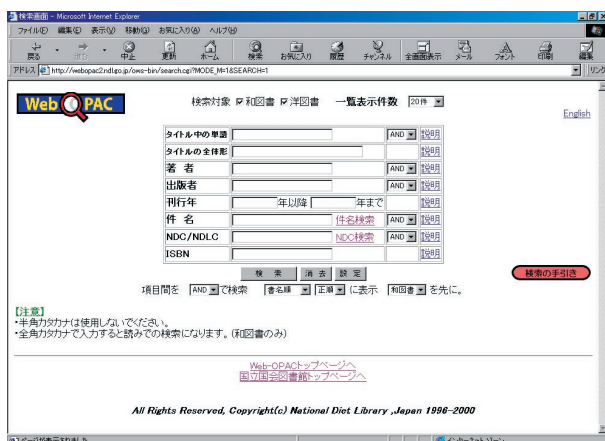 検索画面 - Microsoft Internet Explorer
ファイル(F) 編集(E) 表示(V) 移動(G) お気に入り(A) ヘルプ(H)
戻る 進む 中止 更新 ホーム 検索 お気に入り 履歴 チャンネル 全画面表示 メール フォント 印刷 編集
アドレス http://webopac2.ndl.go.jp/ows-bin/search.cgi?MODE_M=1&SEARCH=1 リンク
Web OPAC
検索対象 和図書 洋図書 一覧表示件数 20件
English
タイトル中の単語 AND 説明
タイトルの全体形 説明
著 者 AND 説明
出版者 AND 説明
刊行年 年以降 年まで 説明
件 名 件名検索 AND 説明
NDC/NDLC NDC検索 AND 説明
ISBN 説明
検 索 消 去 設 定
検索の手引き
項目間を AND で検索 書名順 正順 に表示 和図書 を先に。
【注意】
・半角カタカナは使用しないでください。
・全角カタカナで入力すると読みでの検索になります。(和図書のみ)
Web-OPACトップページへ
国立国会図書館トップページへ
All Rights Reserved, Copyright(c) National Diet Library ,Japan 1996-2000
ページが表示されました
インターネット ゾーン